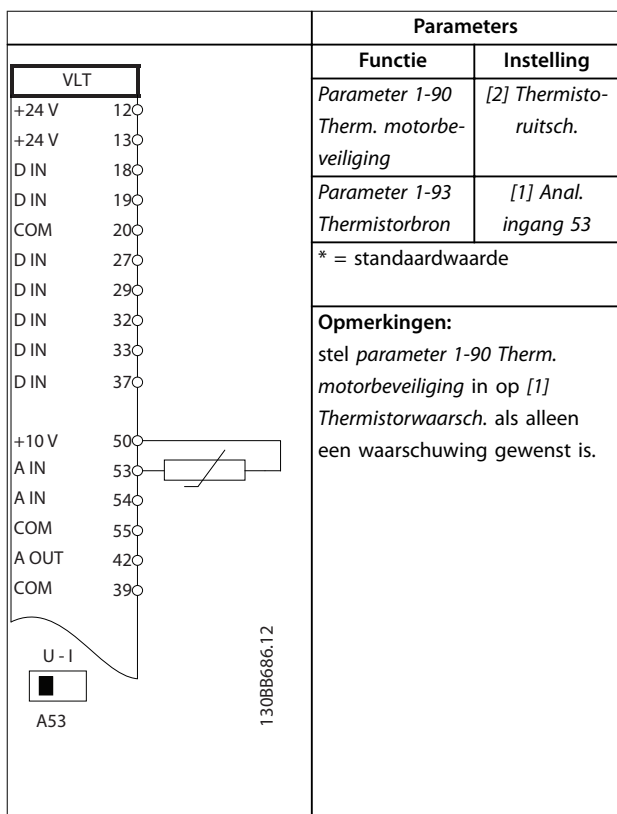 VLT
+24 V 12
+24 V 13
D IN 18
D IN 19
COM 20
D IN 27
D IN 29
D IN 32
D IN 33
D IN 37
+10 V 50
A IN 53
A IN 54
COM 55
A OUT 42
COM 39
U - I
A53
130BB686.12
Parameters
Functie Instelling
Parameter 1-90 [2] Thermisto-
Therm. motorbe- ruitsch.
veiliging
Parameter 1-93 [1] Anal.
Thermistorbron ingang 53
* = standaardwaarde
Opmerkingen:
stel parameter 1-90 Therm.
motorbeveiliging in op [1]
Thermistorwaarsch. als alleen
een waarschuwing gewenst is.